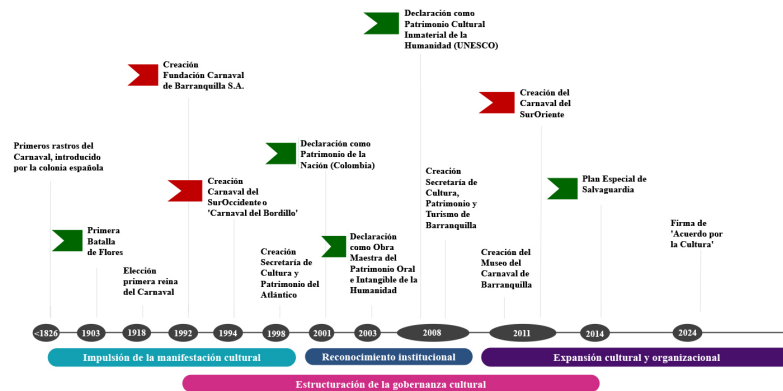 Declaración como
Patrimonio Cultural
Inmaterial de la
Humanidad (UNESCO)
Creación
Fundación Carnaval
de Barranquilla S.A.
Creación del
Carnaval del
SurOriente
Primeros rastros del
Carnaval, introducido
por la colonia española
Declaración como
Patrimonio de la
Nación (Colombia)
Creación
Carnaval del
SurOccidente o
'Carnaval del Bordillo'
Creación
Secretaría de
Cultura,
Patrimonio y
Turismo de
Barranquilla
Plan Especial de
Salvaguardia
Primera
Batalla
de Flores
Elección
primera reina
del Carnaval
Creación
Secretaría de
Cultura y
Patrimonio del
Atlántico
Declaración
como Obra
Maestra del
Patrimonio Oral
e Intangible de la
Humanidad
Creación del
Museo del
Carnaval de
Barranquilla
Firma de
'Acuerdo por
la Cultura'
<1826 1903 1918 1992 1994 1998 2001 2003 2008 2011 2014 2024
Impulsión de la manifestación cultural
Reconocimiento institucional
Expansión cultural y organizacional
Estructuración de la gobernanza cultural